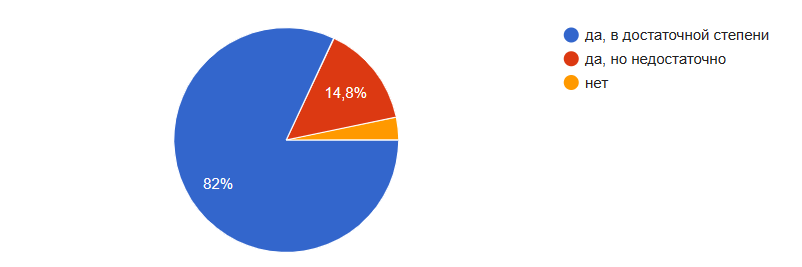 да, в достаточной степени
да, но недостаточно
нет
14,8%
82%